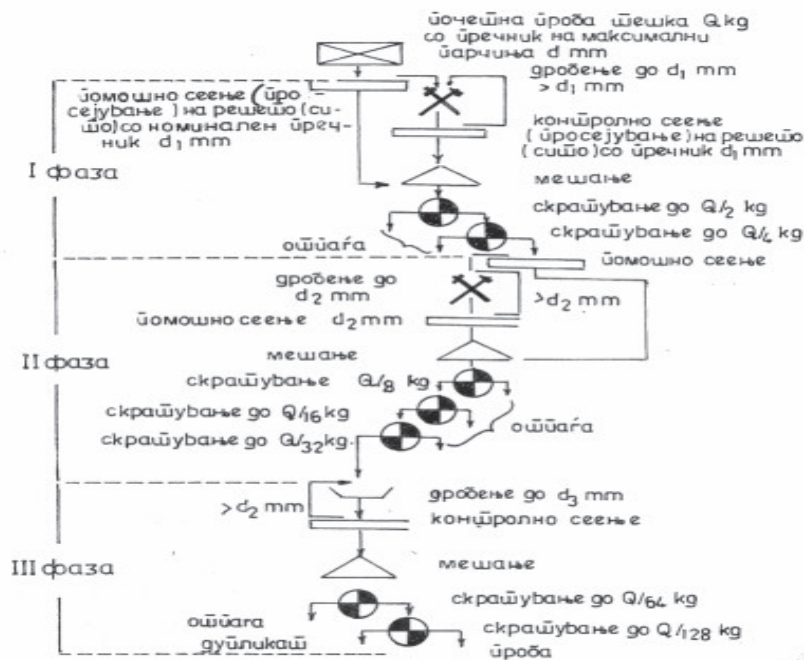 почетна проба тешка Q kg
со пречник на максимални
парчиња d mm
дробење до d₁ mm
> d₁ mm
помошно сеење (про-
сејување) на решето (си-
то) со номинален преч-
ник d₁ mm
контролно сеење
(просејување) на решето
(сито) со пречник d₁ mm
I фаза
мешање
скратување до Q/2 kg
скратување до Q/4 kg
отпаѓа
помошно сеење
дробење до
d₂ mm
>d₂ mm
помошно сеење d₂ mm
II фаза
мешање
скратување Q/8 kg
скратување до Q/16 kg
отпаѓа
скратување до Q/32 kg.
дробење до d₃ mm
>d₂ mm
контролно сеење
III фаза
мешање
скратување до Q/64 kg
отпаѓа
дупликат
скратување до Q/128 kg
проба